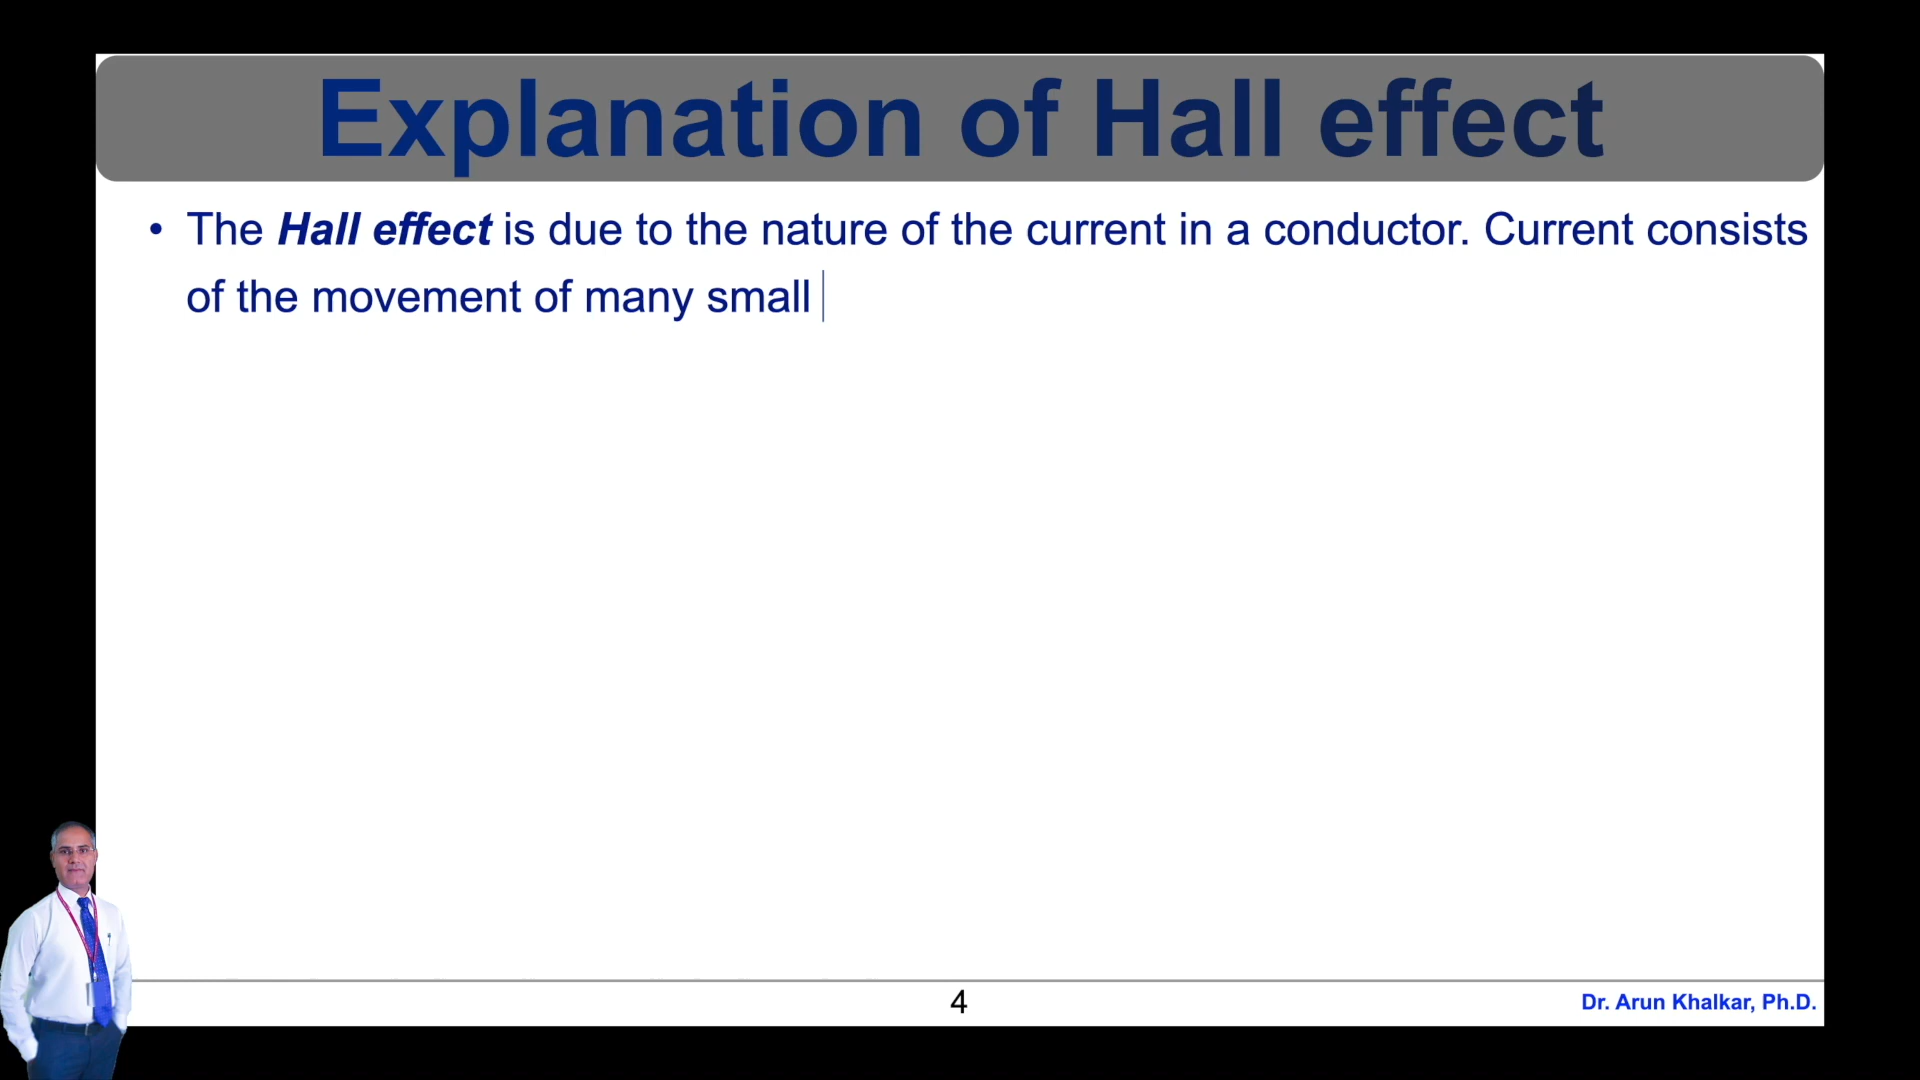 Explanation of Hall effect
• The Hall effect is due to the nature of the current in a conductor. Current consists
of the movement of many small
4
Dr. Arun Khalkar, Ph.D.